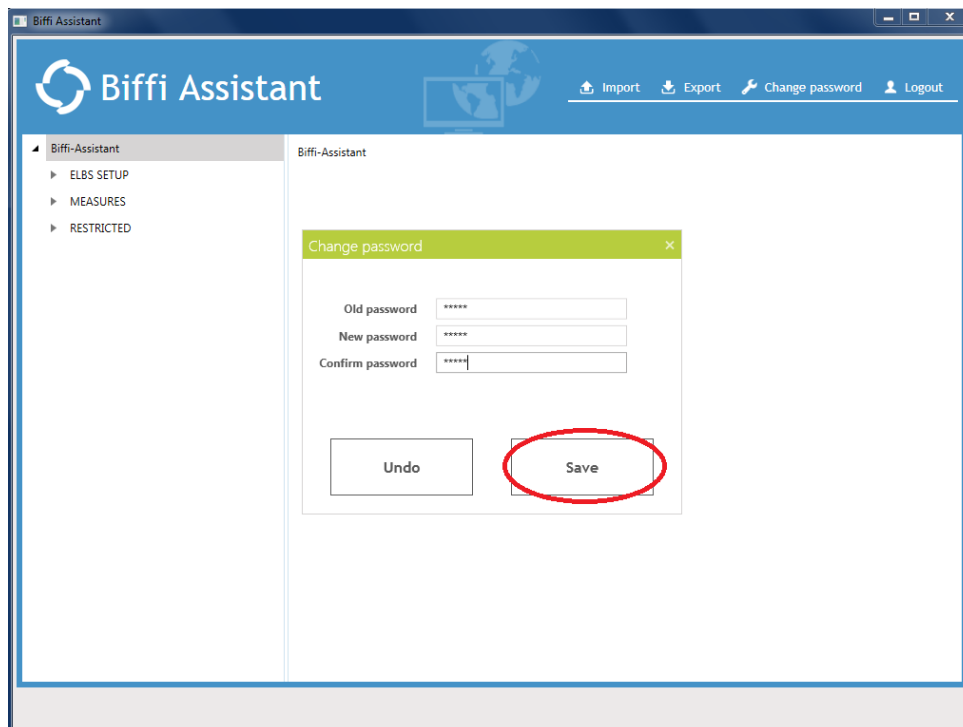 Biffi Assistant
Biffi Assistant
Import Export Change password Logout
Biffi-Assistant
ELBS SETUP
MEASURES
RESTRICTED
Biffi-Assistant
Change password
Old password *****
New password *****
Confirm password *****
Undo Save